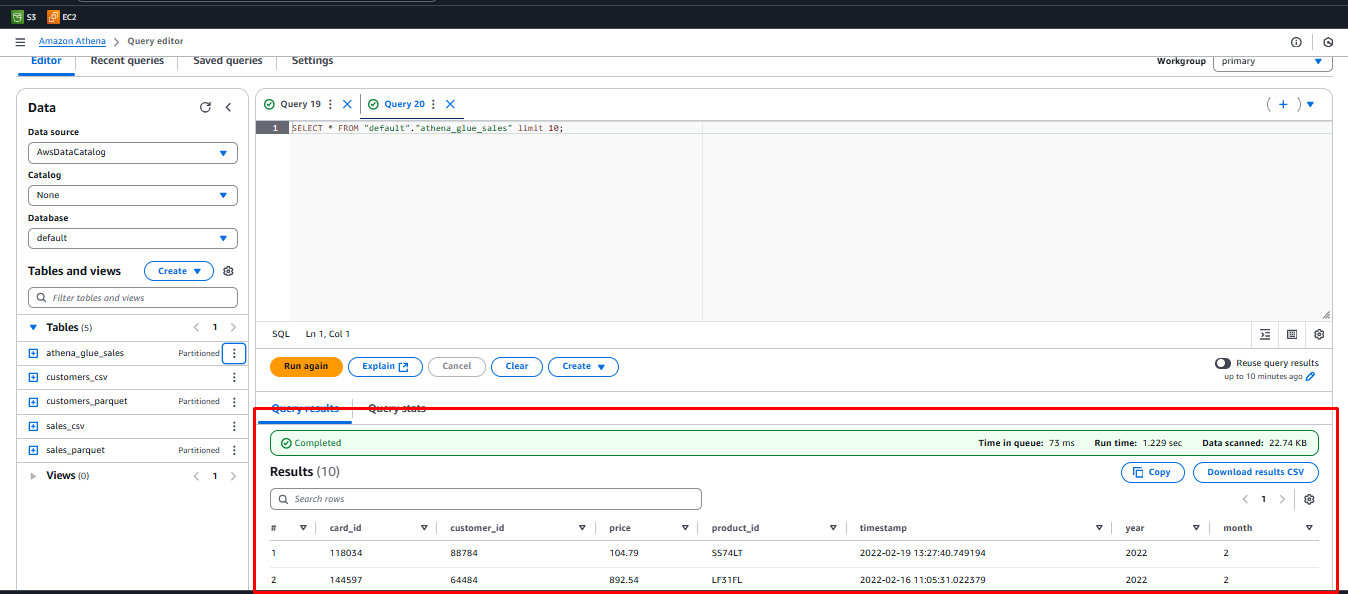 S3 EC2
Amazon Athena > Query editor
Editor Recent queries Saved queries Settings Workgroup primary
Data
Data source
AwsDataCatalog
Catalog
None
Database
default
Tables and views Create
Filter tables and views
Tables (5) < 1 >
athena_glue_sales Partitioned
customers_csv
customers_parquet Partitioned
sales_csv
sales_parquet Partitioned
Views (0) < 1 >
Query 19 Query 20
1 SELECT * FROM "default"."athena_glue_sales" limit 10;
SQL Ln 1, Col 1
Run again Explain Cancel Clear Create Reuse query results
up to 10 minutes ago
Query results Query stats
Completed Time in queue: 73 ms Run time: 1.229 sec Data scanned: 22.74 KB
Results (10) Copy Download results CSV
Search rows < 1 >
# card_id customer_id price product_id timestamp year month
1 118034 88784 104.79 SS74LT 2022-02-19 13:27:40.749194 2022 2
2 144597 64484 892.54 LF31FL 2022-02-16 11:05:31.022379 2022 2